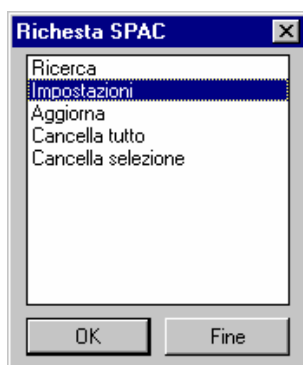 Richesta SPAC
Ricerca
Impostazioni
Aggiorna
Cancella tutto
Cancella selezione
OK
Fine